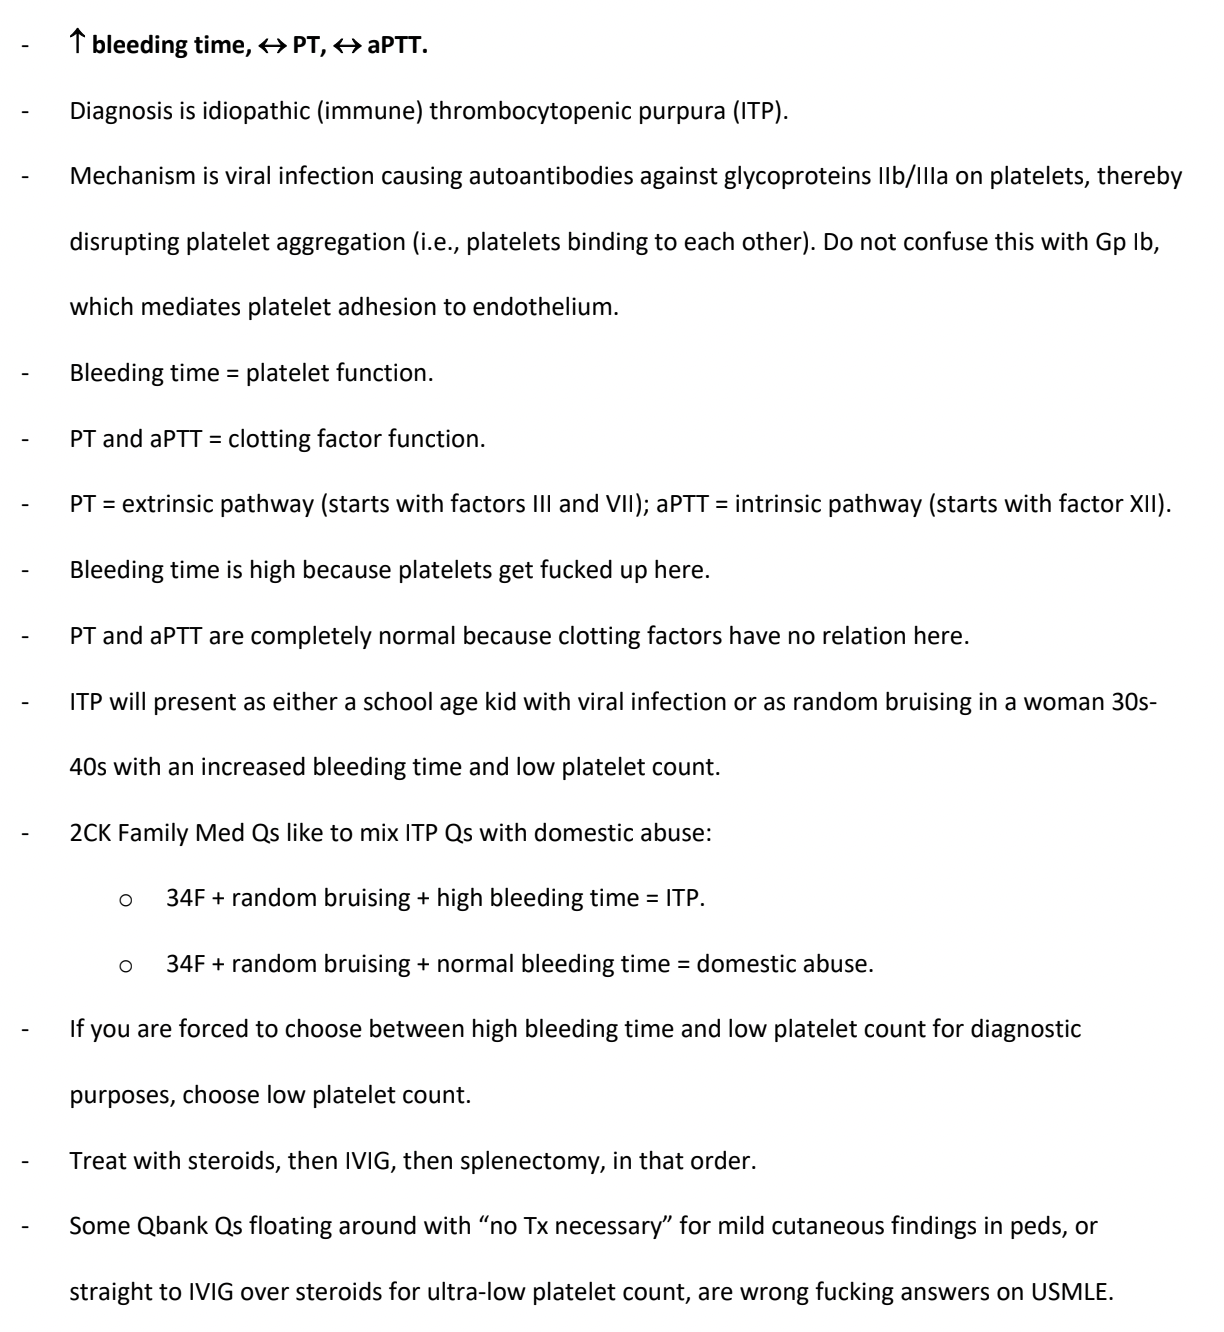 - ↑ bleeding time, ↔ PT, ↔ aPTT.
- Diagnosis is idiopathic (immune) thrombocytopenic purpura (ITP).
- Mechanism is viral infection causing autoantibodies against glycoproteins IIb/IIIa on platelets, thereby
disrupting platelet aggregation (i.e., platelets binding to each other). Do not confuse this with Gp Ib,
which mediates platelet adhesion to endothelium.
- Bleeding time = platelet function.
- PT and aPTT = clotting factor function.
- PT = extrinsic pathway (starts with factors III and VII); aPTT = intrinsic pathway (starts with factor XII).
- Bleeding time is high because platelets get fucked up here.
- PT and aPTT are completely normal because clotting factors have no relation here.
- ITP will present as either a school age kid with viral infection or as random bruising in a woman 30s-
40s with an increased bleeding time and low platelet count.
- 2CK Family Med Qs like to mix ITP Qs with domestic abuse:
o 34F + random bruising + high bleeding time = ITP.
o 34F + random bruising + normal bleeding time = domestic abuse.
- If you are forced to choose between high bleeding time and low platelet count for diagnostic
purposes, choose low platelet count.
- Treat with steroids, then IVIG, then splenectomy, in that order.
- Some Qbank Qs floating around with “no Tx necessary” for mild cutaneous findings in peds, or
straight to IVIG over steroids for ultra-low platelet count, are wrong fucking answers on USMLE.